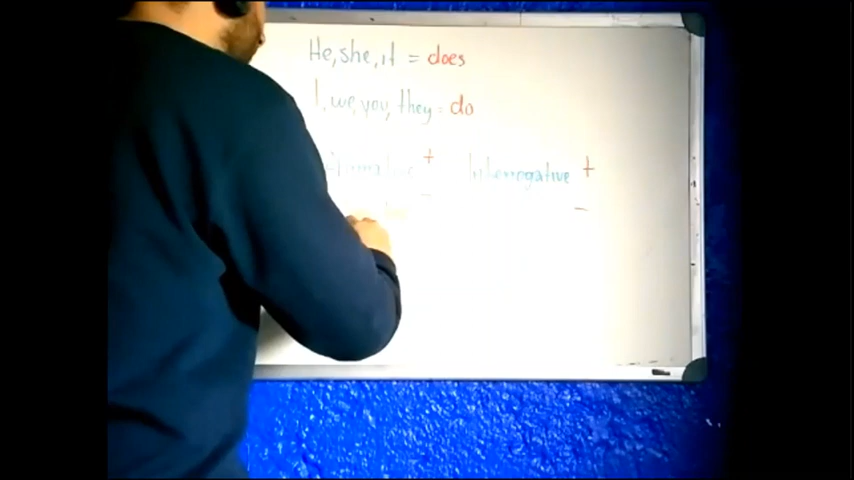 He, she, it = does
I, we, you, they = do
Interrogative +
-